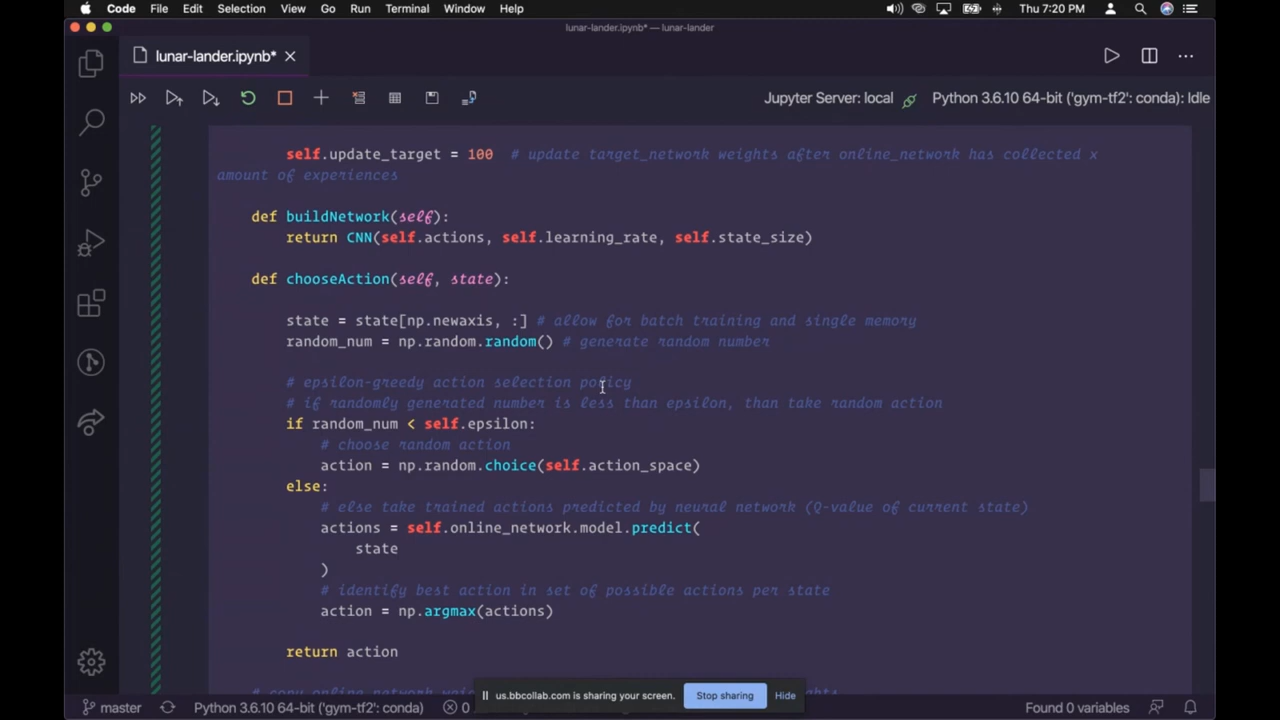 Code File Edit Selection View Go Run Terminal Window Help Thu 7:20 PM
lunar-lander.ipynb* — lunar-lander
lunar-lander.ipynb*
Jupyter Server: local Python 3.6.10 64-bit ('gym-tf2': conda): Idle
self.update_target = 100 # update target_network weights after online_network has collected x
amount of experiences
def buildNetwork(self):
return CNN(self.actions, self.learning_rate, self.state_size)
def chooseAction(self, state):
state = state[np.newaxis, :] # allow for batch training and single memory
random_num = np.random.random() # generate random number
# epsilon-greedy action selection policy
# if randomly generated number is less than epsilon, than take random action
if random_num < self.epsilon:
# choose random action
action = np.random.choice(self.action_space)
else:
# else take trained actions predicted by neural network (Q-value of current state)
actions = self.online_network.model.predict(
state
)
# identify best action in set of possible actions per state
action = np.argmax(actions)
return action
us.bbcollab.com is sharing your screen. Stop sharing Hide
master Python 3.6.10 64-bit ('gym-tf2': conda) 0 Found 0 variables